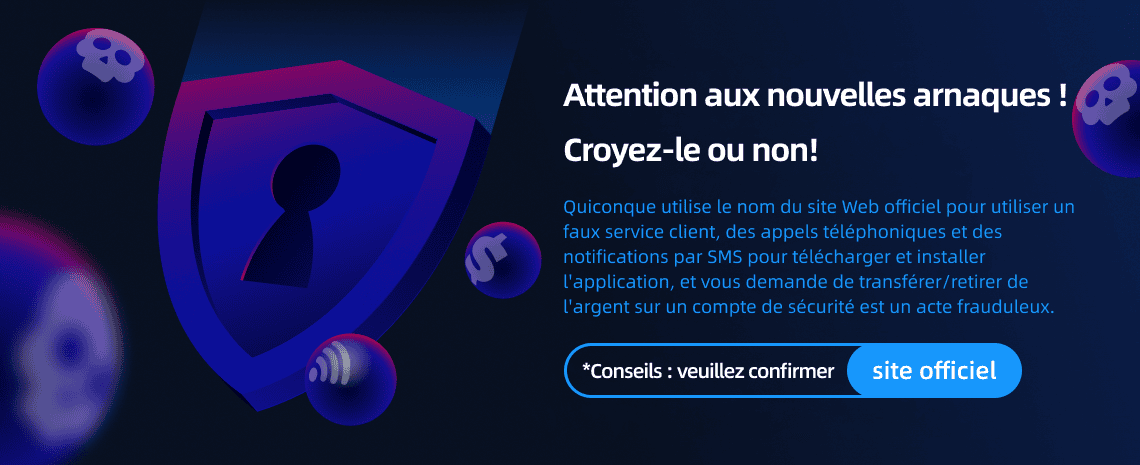 Attention aux nouvelles arnaques !
Croyez-le ou non!
Quiconque utilise le nom du site Web officiel pour utiliser un
faux service client, des appels téléphoniques et des
notifications par SMS pour télécharger et installer
l'application, et vous demande de transférer/retirer de
l'argent sur un compte de sécurité est un acte frauduleux.
*Conseils : veuillez confirmer site officiel